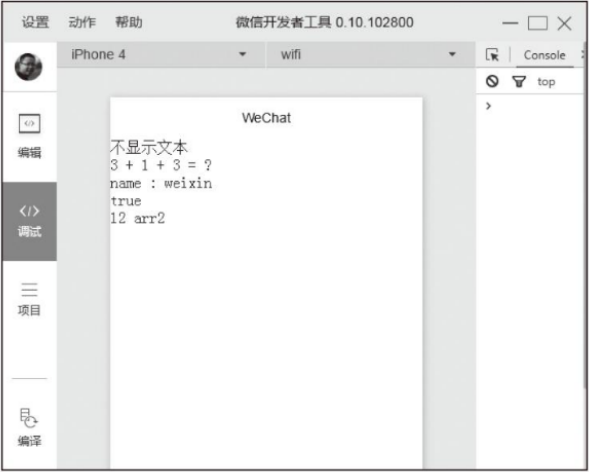 设置 动作 帮助 微信开发者工具 0.10.102800
iPhone 4 wifi Console
top
编辑
调试
项目
编译
WeChat
不显示文本
3 + 1 + 3 = ?
name : weixin
true
12 arr2